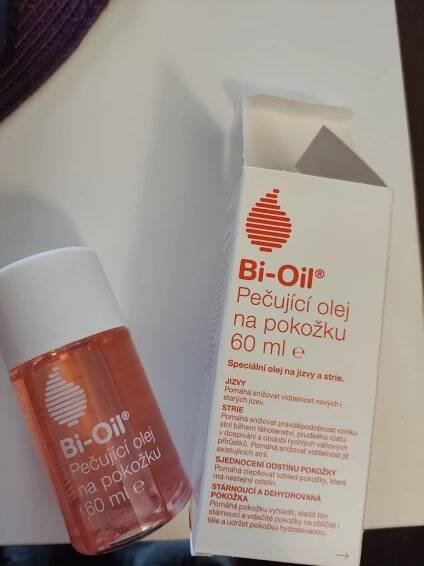 Bi-Oil®
Pečující olej
na pokožku
60 ml ℮
Bi-Oil®
Pečující olej
na pokožku
60 ml ℮
Speciální olej na jizvy a strie.
JIZVY
Pomáhá snižovat viditelnost nových i
starých jizev.
STRIE
Pomáhá snižovat pravděpodobnost vzniku
strií během těhotenství, prudkého růstu
v dospívání a období rychlých váhových
přírůstků. Pomáhá snižovat viditelnost již
existujících strií.
SJEDNOCENÍ ODSTÍNU POKOŽKY
Pomáhá zlepšovat vzhled pokožky, která
má nestejný odstín.
STÁRNOUCÍ A DEHYDROVANÁ
POKOŽKA
Pomáhá vyhladit, sladit tón
stárnoucí a vrásčité pokožky na obličeji i
těle a udržet pokožku hydratovanou.